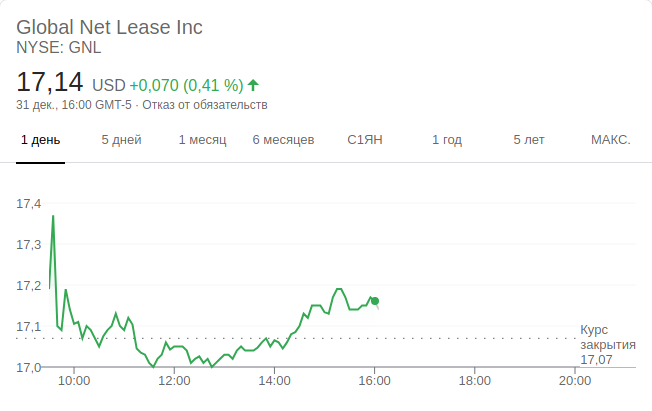 Global Net Lease Inc
NYSE: GNL
17,14 USD +0,070 (0,41 %)
31 дек., 16:00 GMT-5 · Отказ от обязательств
1 день 5 дней 1 месяц 6 месяцев С1ЯН 1 год 5 лет МАКС.
17,4
17,3
17,2
17,1
Курс
закрытия
17,07
17,0
10:00 12:00 14:00 16:00 18:00 20:00